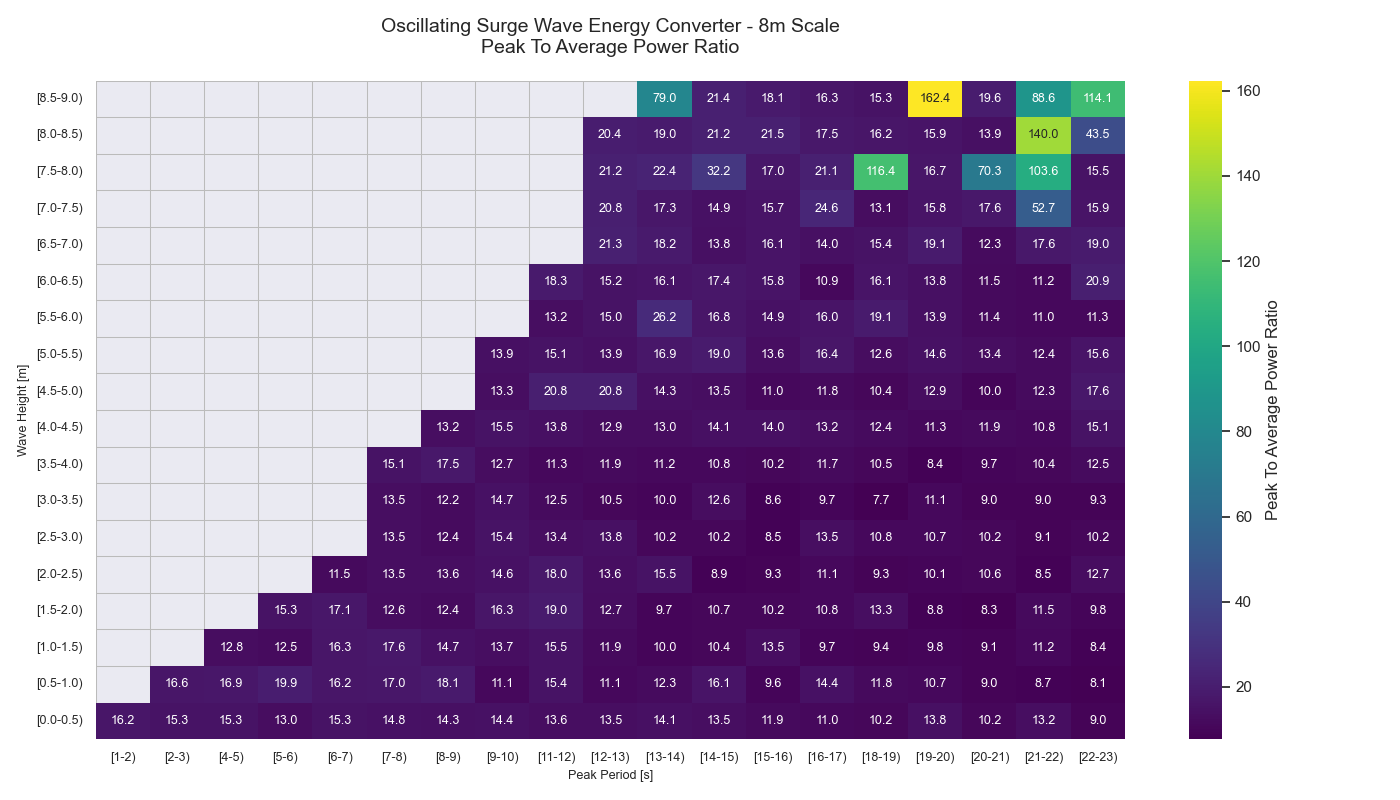 Oscillating Surge Wave Energy Converter - 8m Scale
Peak To Average Power Ratio
[8.5-9.0) 79.0 21.4 18.1 16.3 15.3 162.4 19.6 88.6 114.1
[8.0-8.5) 20.4 19.0 21.2 21.5 17.5 16.2 15.9 13.9 140.0 43.5
[7.5-8.0) 21.2 22.4 32.2 17.0 21.1 116.4 16.7 70.3 103.6 15.5
[7.0-7.5) 20.8 17.3 14.9 15.7 24.6 13.1 15.8 17.6 52.7 15.9
[6.5-7.0) 21.3 18.2 13.8 16.1 14.0 15.4 19.1 12.3 17.6 19.0
[6.0-6.5) 18.3 15.2 16.1 17.4 15.8 10.9 16.1 13.8 11.5 11.2 20.9
[5.5-6.0) 13.2 15.0 26.2 16.8 14.9 16.0 19.1 13.9 11.4 11.0 11.3
[5.0-5.5) 13.9 15.1 13.9 16.9 19.0 13.6 16.4 12.6 14.6 13.4 12.4 15.6
[4.5-5.0) 13.3 20.8 20.8 14.3 13.5 11.0 11.8 10.4 12.9 10.0 12.3 17.6
[4.0-4.5) 13.2 15.5 13.8 12.9 13.0 14.1 14.0 13.2 12.4 11.3 11.9 10.8 15.1
[3.5-4.0) 15.1 17.5 12.7 11.3 11.9 11.2 10.8 10.2 11.7 10.5 8.4 9.7 10.4 12.5
[3.0-3.5) 13.5 12.2 14.7 12.5 10.5 10.0 12.6 8.6 9.7 7.7 11.1 9.0 9.0 9.3
[2.5-3.0) 13.5 12.4 15.4 13.4 13.8 10.2 10.2 8.5 13.5 10.8 10.7 10.2 9.1 10.2
[2.0-2.5) 11.5 13.5 13.6 14.6 18.0 13.6 15.5 8.9 9.3 11.1 9.3 10.1 10.6 8.5 12.7
[1.5-2.0) 15.3 17.1 12.6 12.4 16.3 19.0 12.7 9.7 10.7 10.2 10.8 13.3 8.8 8.3 11.5 9.8
[1.0-1.5) 12.8 12.5 16.3 17.6 14.7 13.7 15.5 11.9 10.0 10.4 13.5 9.7 9.4 9.8 9.1 11.2 8.4
[0.5-1.0) 16.6 16.9 19.9 16.2 17.0 18.1 11.1 15.4 11.1 12.3 16.1 9.6 14.4 11.8 10.7 9.0 8.7 8.1
[0.0-0.5) 16.2 15.3 15.3 13.0 15.3 14.8 14.3 14.4 13.6 13.5 14.1 13.5 11.9 11.0 10.2 13.8 10.2 13.2 9.0
[1-2) [2-3) [4-5) [5-6) [6-7) [7-8) [8-9) [9-10) [11-12) [12-13) [13-14) [14-15) [15-16) [16-17) [18-19) [19-20) [20-21) [21-22) [22-23)
Peak Period [s]
Wave Height [m]
160
140
120
100
80
60
40
20
Peak To Average Power Ratio